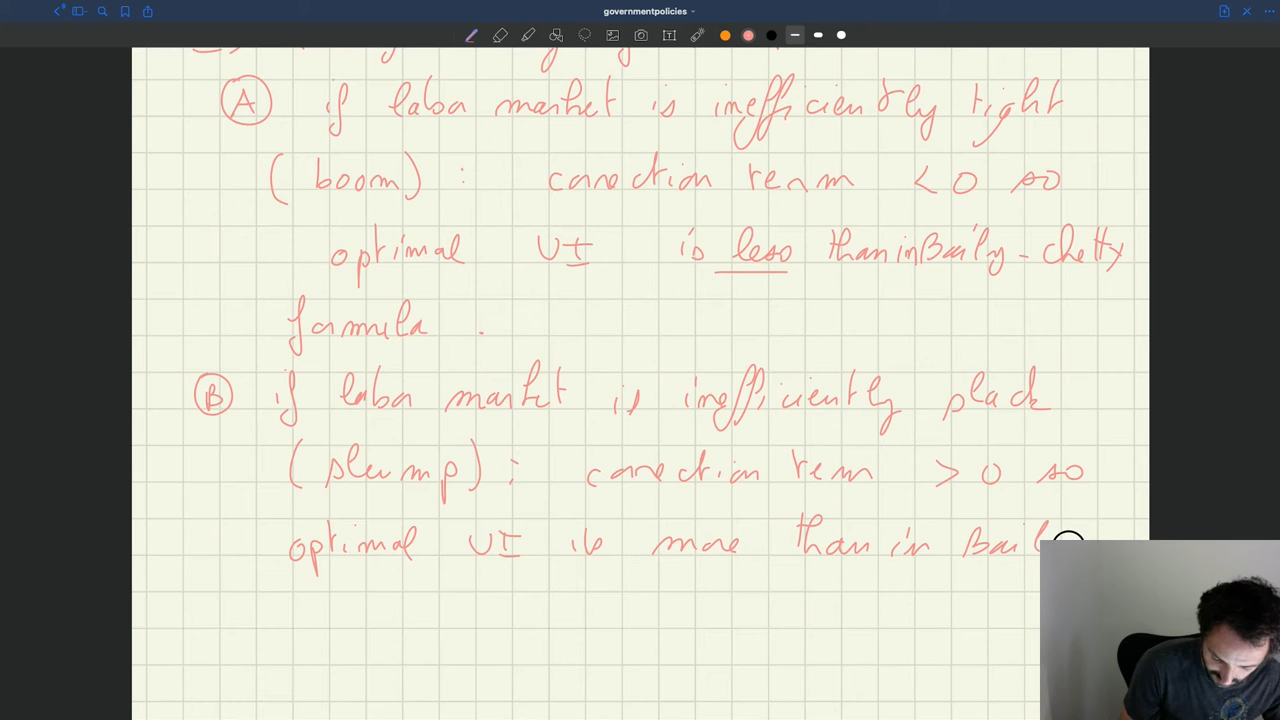 governmentpolicies
A if labor market is inefficiently tight
(boom) : correction term < 0 so
optimal UI is less than in Baily - Chetty
formula .
B if labor market is inefficiently slack
(slump) : correction term > 0 so
optimal UI is more than in Bail